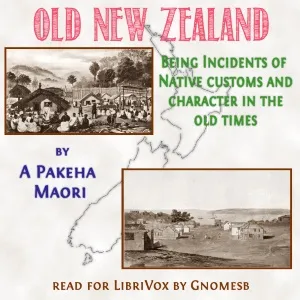 OLD NEW ZEALAND
BEING INCIDENTS OF
NATIVE CUSTOMS AND
CHARACTER IN THE
OLD TIMES
BY
A PAKEHA
MAORI
READ FOR LIBRIVOX BY GNOMESB